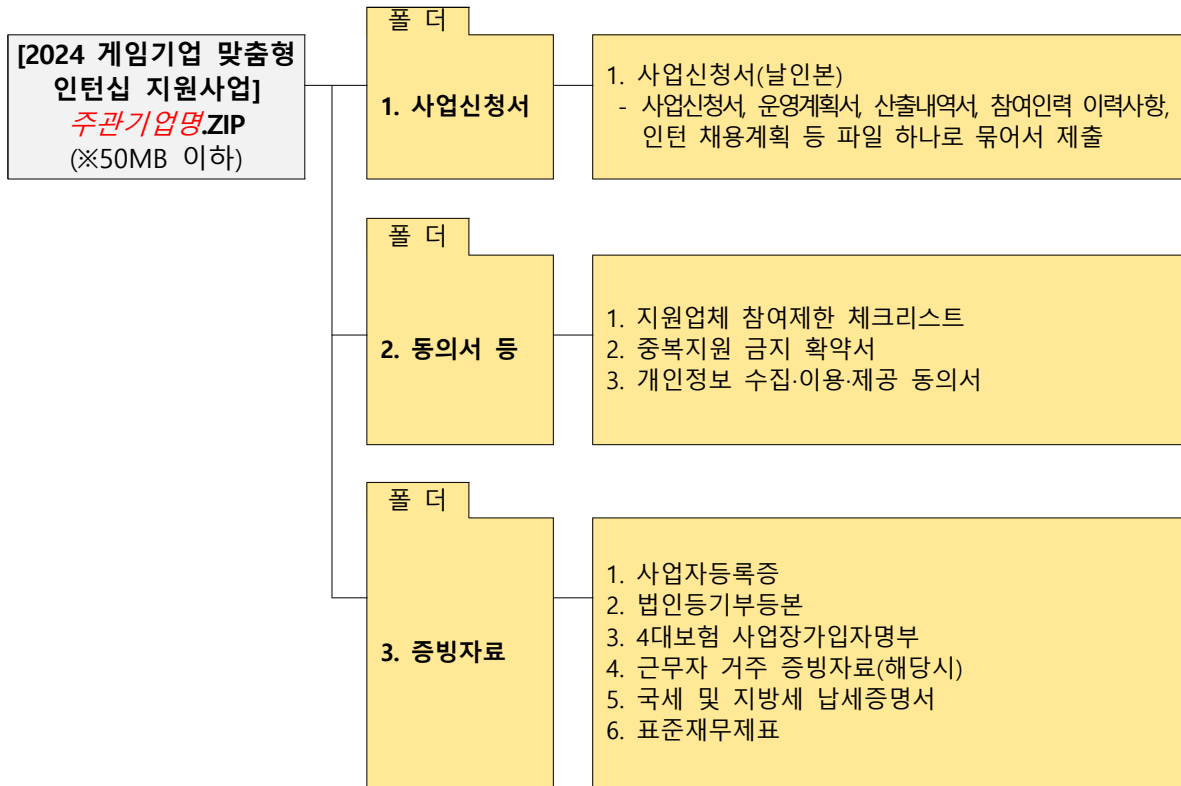 [2024 게임기업 맞춤형
인턴십 지원사업]
주관기업명.ZIP
(※50MB 이하)
폴 더
1. 사업신청서
1. 사업신청서(날인본)
- 사업신청서, 운영계획서, 산출내역서, 참여인력 이력사항,
인턴 채용계획 등 파일 하나로 묶어서 제출
폴 더
2. 동의서 등
1. 지원업체 참여제한 체크리스트
2. 중복지원 금지 확약서
3. 개인정보 수집·이용·제공 동의서
폴 더
3. 증빙자료
1. 사업자등록증
2. 법인등기부등본
3. 4대보험 사업장가입자명부
4. 근무자 거주 증빙자료(해당시)
5. 국세 및 지방세 납세증명서
6. 표준재무제표